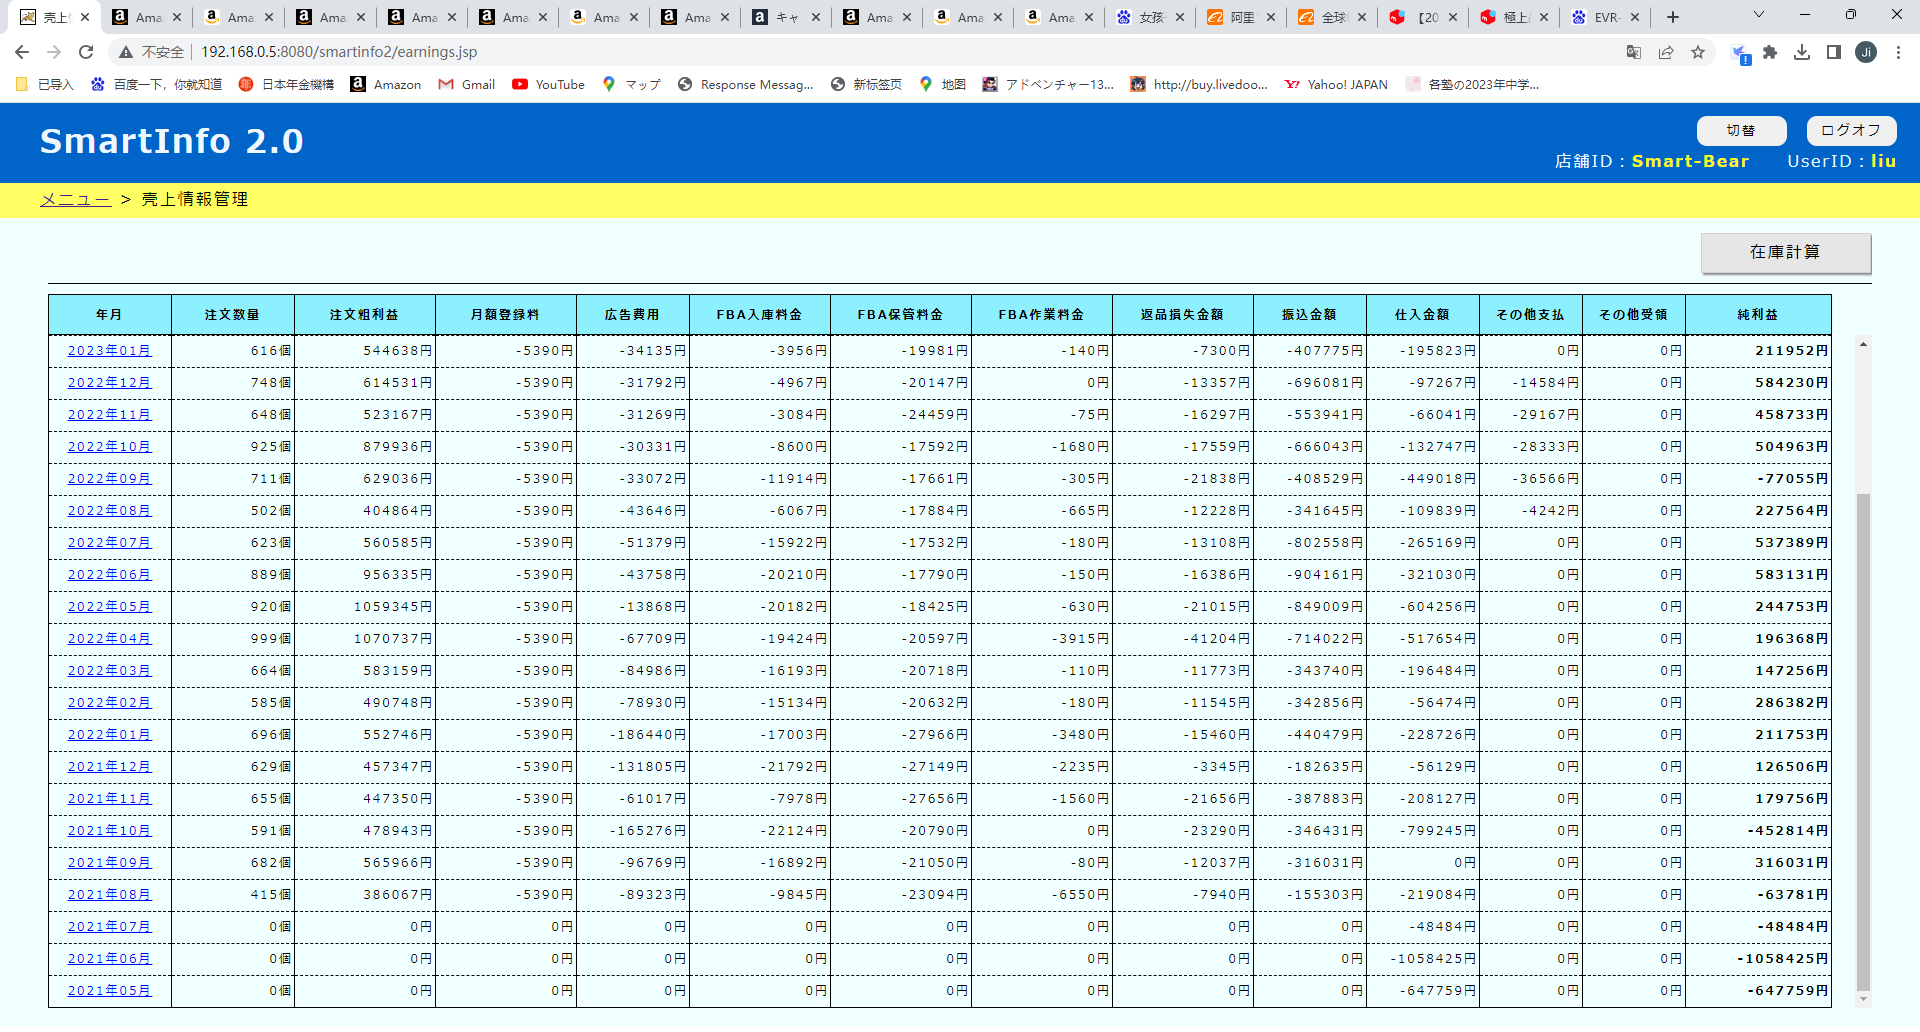 売上
Ama
Ama
Ama
Ama
Ama
Ama
Ama
キャ
Ama
Ama
Ama
女孩
阿里
全球
【20
極上
EVR-
不安全 192.168.0.5:8080/smartinfo2/earnings.jsp
已导入 百度一下，你就知道 日本年金機構 Amazon Gmail YouTube マップ Response Messag... 新标签页 地图 アドベンチャー13... http://buy.livedoo... Yahoo! JAPAN 各塾の2023年中学...
SmartInfo 2.0
切替 ログオフ
店舗ID：Smart-Bear UserID：liu
メニュー > 売上情報管理
在庫計算
年月 注文数量 注文粗利益 月額登録料 広告費用 FBA入庫料金 FBA保管料金 FBA作業料金 返品損失金額 振込金額 仕入金額 その他支払 その他受領 純利益
2023年01月 616個 544638円 -5390円 -34135円 -3956円 -19981円 -140円 -7300円 -407775円 -195823円 0円 0円 211952円
2022年12月 748個 614531円 -5390円 -31792円 -4967円 -20147円 0円 -13357円 -696081円 -97267円 -14584円 0円 584230円
2022年11月 648個 523167円 -5390円 -31269円 -3084円 -24459円 -75円 -16297円 -553941円 -66041円 -29167円 0円 458733円
2022年10月 925個 879936円 -5390円 -30331円 -8600円 -17592円 -1680円 -17559円 -666043円 -132747円 -28333円 0円 504963円
2022年09月 711個 629036円 -5390円 -33072円 -11914円 -17661円 -305円 -21838円 -408529円 -449018円 -36566円 0円 -77055円
2022年08月 502個 404864円 -5390円 -43646円 -6067円 -17884円 -665円 -12228円 -341645円 -109839円 -4242円 0円 227564円
2022年07月 623個 560585円 -5390円 -51379円 -15922円 -17532円 -180円 -13108円 -802558円 -265169円 0円 0円 537389円
2022年06月 889個 956335円 -5390円 -43758円 -20210円 -17790円 -150円 -16386円 -904161円 -321030円 0円 0円 583131円
2022年05月 920個 1059345円 -5390円 -13868円 -20182円 -18425円 -630円 -21015円 -849009円 -604256円 0円 0円 244753円
2022年04月 999個 1070737円 -5390円 -67709円 -19424円 -20597円 -3915円 -41204円 -714022円 -517654円 0円 0円 196368円
2022年03月 664個 583159円 -5390円 -84986円 -16193円 -20718円 -110円 -11773円 -343740円 -196484円 0円 0円 147256円
2022年02月 585個 490748円 -5390円 -78930円 -15134円 -20632円 -180円 -11545円 -342856円 -56474円 0円 0円 286382円
2022年01月 696個 552746円 -5390円 -186440円 -17003円 -27966円 -3480円 -15460円 -440479円 -228726円 0円 0円 211753円
2021年12月 629個 457347円 -5390円 -131805円 -21792円 -27149円 -2235円 -3345円 -182635円 -56129円 0円 0円 126506円
2021年11月 655個 447350円 -5390円 -61017円 -7978円 -27656円 -1560円 -21656円 -387883円 -208127円 0円 0円 179756円
2021年10月 591個 478943円 -5390円 -165276円 -22124円 -20790円 0円 -23290円 -346431円 -799245円 0円 0円 -452814円
2021年09月 682個 565966円 -5390円 -96769円 -16892円 -21050円 -80円 -12037円 -316031円 0円 0円 0円 316031円
2021年08月 415個 386067円 -5390円 -89323円 -9845円 -23094円 -6550円 -7940円 -155303円 -219084円 0円 0円 -63781円
2021年07月 0個 0円 0円 0円 0円 0円 0円 0円 0円 -48484円 0円 0円 -48484円
2021年06月 0個 0円 0円 0円 0円 0円 0円 0円 0円 -1058425円 0円 0円 -1058425円
2021年05月 0個 0円 0円 0円 0円 0円 0円 0円 0円 -647759円 0円 0円 -647759円